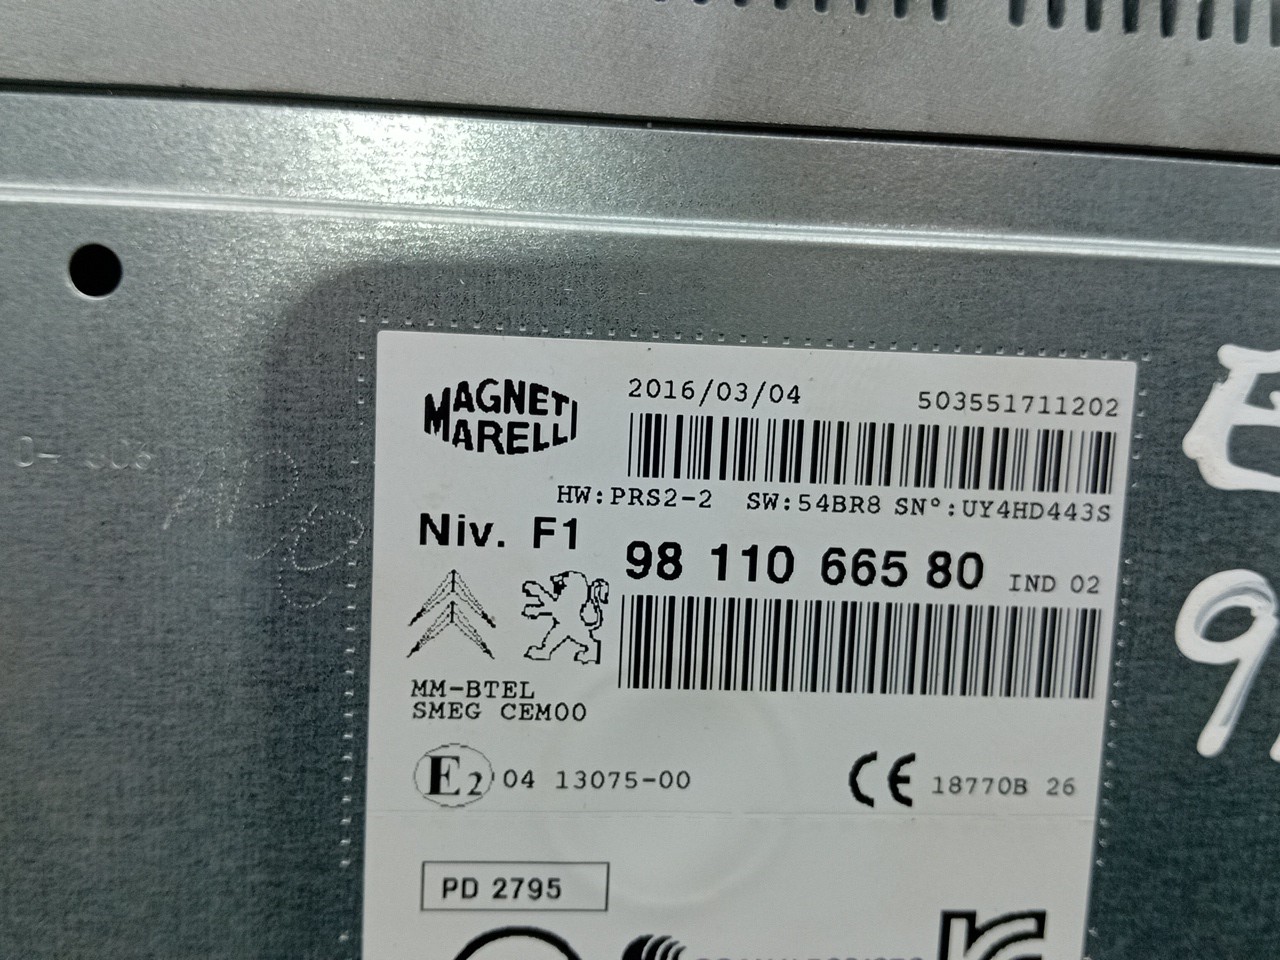 MAGNETI
MARELLI
2016/03/04 503551711202
HW:PRS2-2 SW:54BR8 SN°:UY4HD443S
Niv. F1
98 110 665 80 IND 02
MM-BTEL
SMEG CEM00
E2 04 13075-00
CE 18770B 26
PD 2795